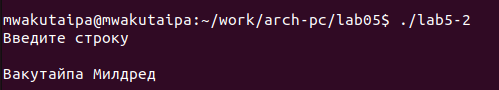 mwakutaipa@mwakutaipa:~/work/arch-pc/lab05$ ./lab5-2
Введите строку
Вакутайпа Милдред